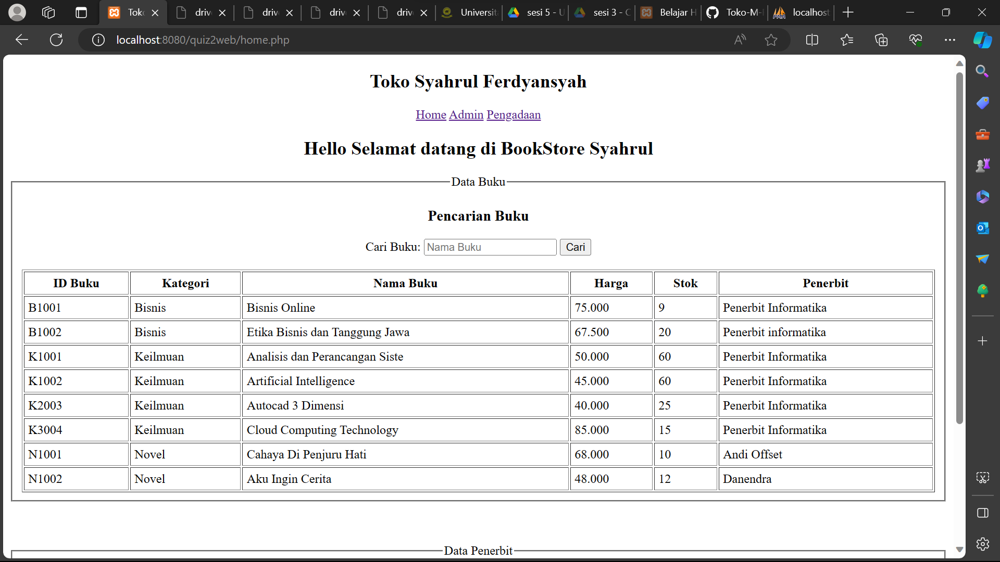 Tok
driv
driv
driv
driv
Universit
sesi 5 - U
sesi 3 - C
Belajar H
Toko-M-
localhost
localhost:8080/quiz2web/home.php
Toko Syahrul Ferdyansyah
Home Admin Pengadaan
Hello Selamat datang di BookStore Syahrul
Data Buku
Pencarian Buku
Cari Buku: Nama Buku Cari
ID Buku Kategori Nama Buku Harga Stok Penerbit
B1001 Bisnis Bisnis Online 75.000 9 Penerbit Informatika
B1002 Bisnis Etika Bisnis dan Tanggung Jawa 67.500 20 Penerbit informatika
K1001 Keilmuan Analisis dan Perancangan Siste 50.000 60 Penerbit Informatika
K1002 Keilmuan Artificial Intelligence 45.000 60 Penerbit Informatika
K2003 Keilmuan Autocad 3 Dimensi 40.000 25 Penerbit Informatika
K3004 Keilmuan Cloud Computing Technology 85.000 15 Penerbit Informatika
N1001 Novel Cahaya Di Penjuru Hati 68.000 10 Andi Offset
N1002 Novel Aku Ingin Cerita 48.000 12 Danendra
Data Penerbit